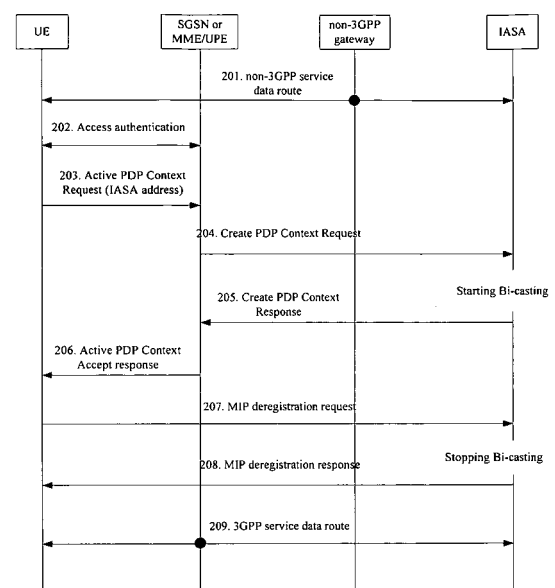 UE
SGSN or
MME/UPE
non-3GPP
gateway
IASA
201. non-3GPP service
data route
202. Access authentication
203. Active PDP Context
Request (IASA address)
204. Create PDP Context Request
Starting Bi-casting
205. Create PDP Context
Response
206. Active PDP Context
Accept response
207. MIP deregistration request
Stopping Bi-casting
208. MIP deregistration response
209. 3GPP service data route